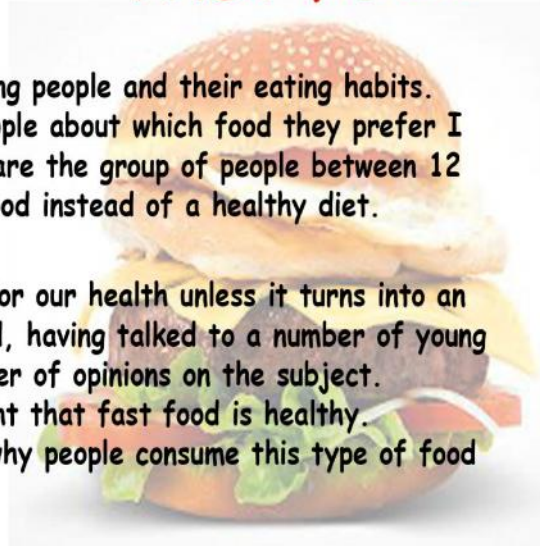 ng people and their eating habits.
ple about which food they prefer I
are the group of people between 12
od instead of a healthy diet.
or our health unless it turns into an
, having talked to a number of young
er of opinions on the subject.
nt that fast food is healthy.
hy people consume this type of food